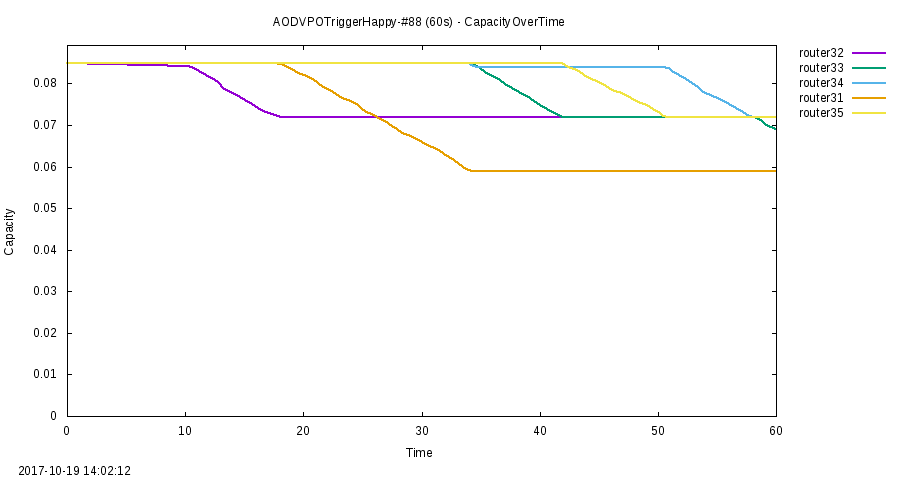 AODVPOTriggerHappy-#88 (60s) - CapacityOverTime
router32
router33
router34
router31
router35
0.08
0.07
0.06
0.05
0.04
0.03
0.02
0.01
0
Capacity
0 10 20 30 40 50 60
Time
2017-10-19 14:02:12